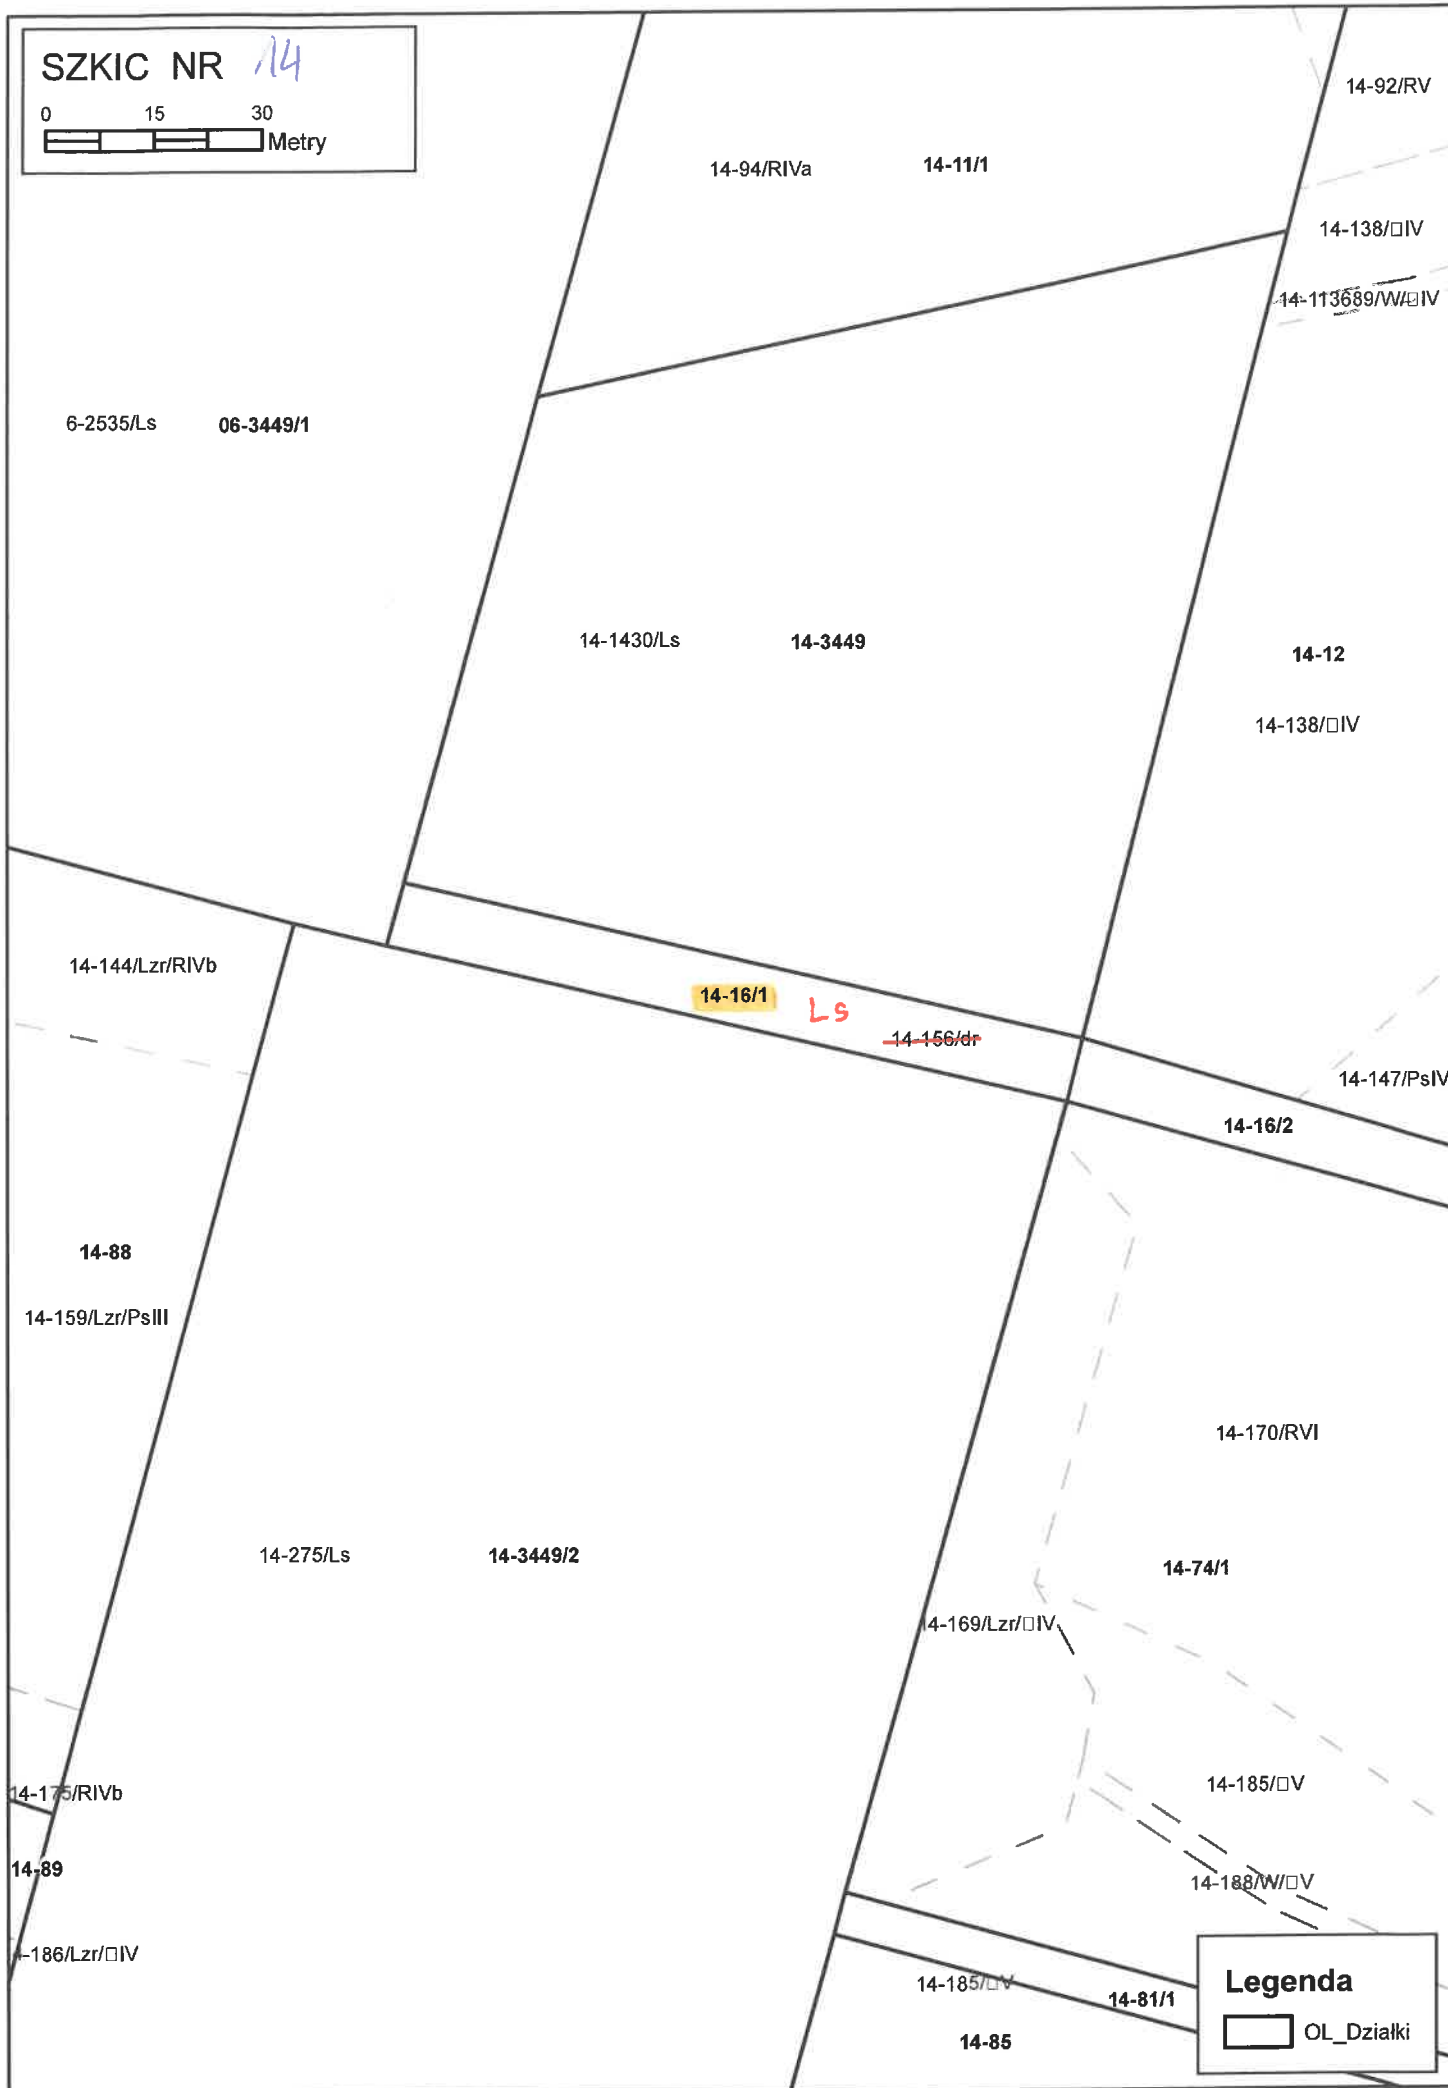 SZKIC NR 14
0 15 30
Metry
14-92/RV
14-94/RIVa 14-11/1
14-138/□IV
14-113689/W/□IV
6-2535/Ls 06-3449/1
14-1430/Ls 14-3449
14-12
14-138/□IV
14-144/Lzr/RIVb
14-16/1 Ls
14-156/dr
14-147/PsIV
14-16/2
14-88
14-159/Lzr/PsIII
14-170/RVI
14-275/Ls 14-3449/2
14-74/1
14-169/Lzr/□IV
14-175/RIVb
14-185/□V
14-89
14-188/W/□V
4-186/Lzr/□IV
14-185/□V
14-81/1
14-85
Legenda
OL_Działki